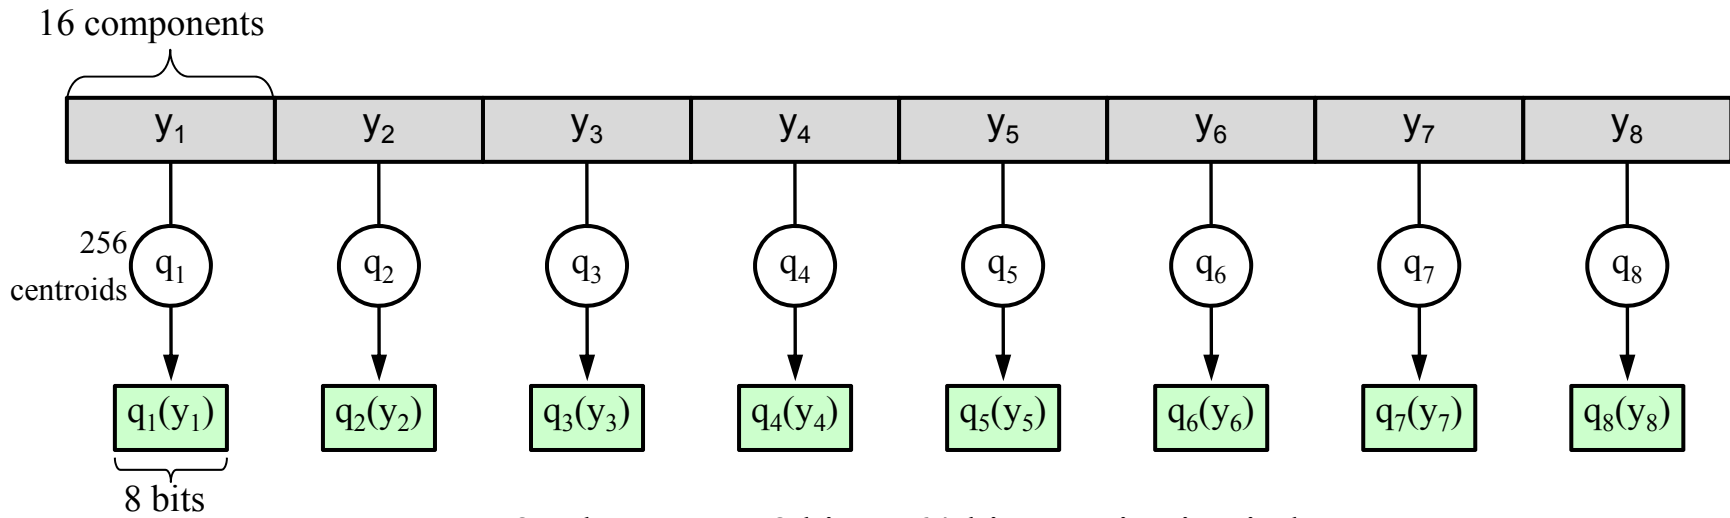 16 components
y₁ y₂ y₃ y₄ y₅ y₆ y₇ y₈
256
centroids
q₁ q₂ q₃ q₄ q₅ q₆ q₇ q₈
q₁(y₁) q₂(y₂) q₃(y₃) q₄(y₄) q₅(y₅) q₆(y₆) q₇(y₇) q₈(y₈)
8 bits